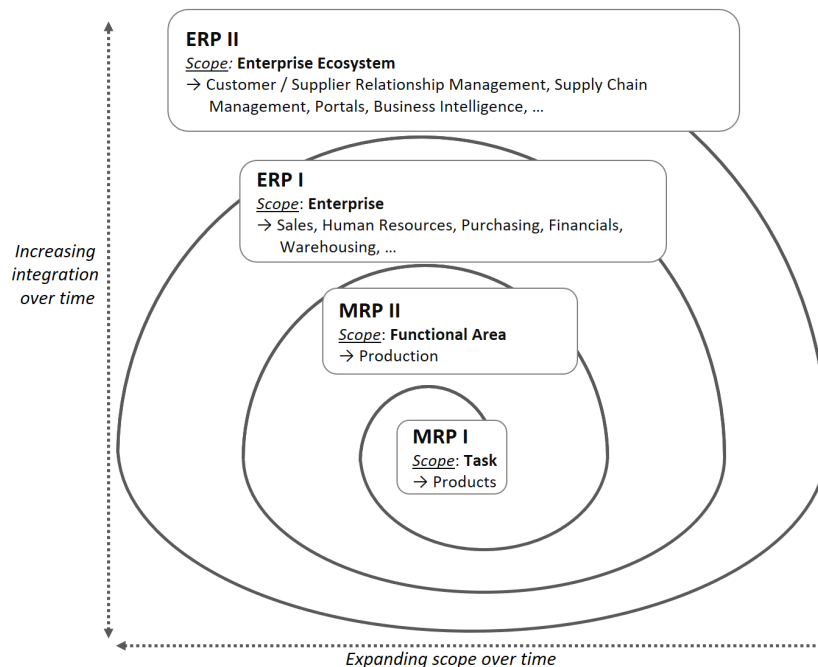 ERP II
Scope: Enterprise Ecosystem
→ Customer / Supplier Relationship Management, Supply Chain
Management, Portals, Business Intelligence, ...
ERP I
Scope: Enterprise
→ Sales, Human Resources, Purchasing, Financials,
Warehousing, ...
Increasing
integration
over time
MRP II
Scope: Functional Area
→ Production
MRP I
Scope: Task
→ Products
Expanding scope over time